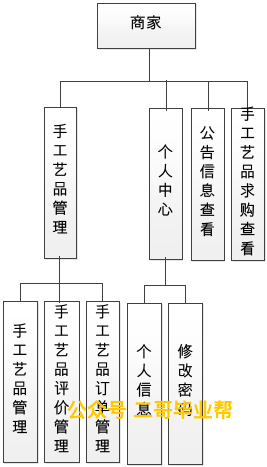 商家
手工艺品管理
个人中心
公告信息查看
手工艺品求购查看
手工艺品管理
手工艺品评价管理
手工艺品订单管理
个人信息
修改密码
公众号 二哥毕业帮